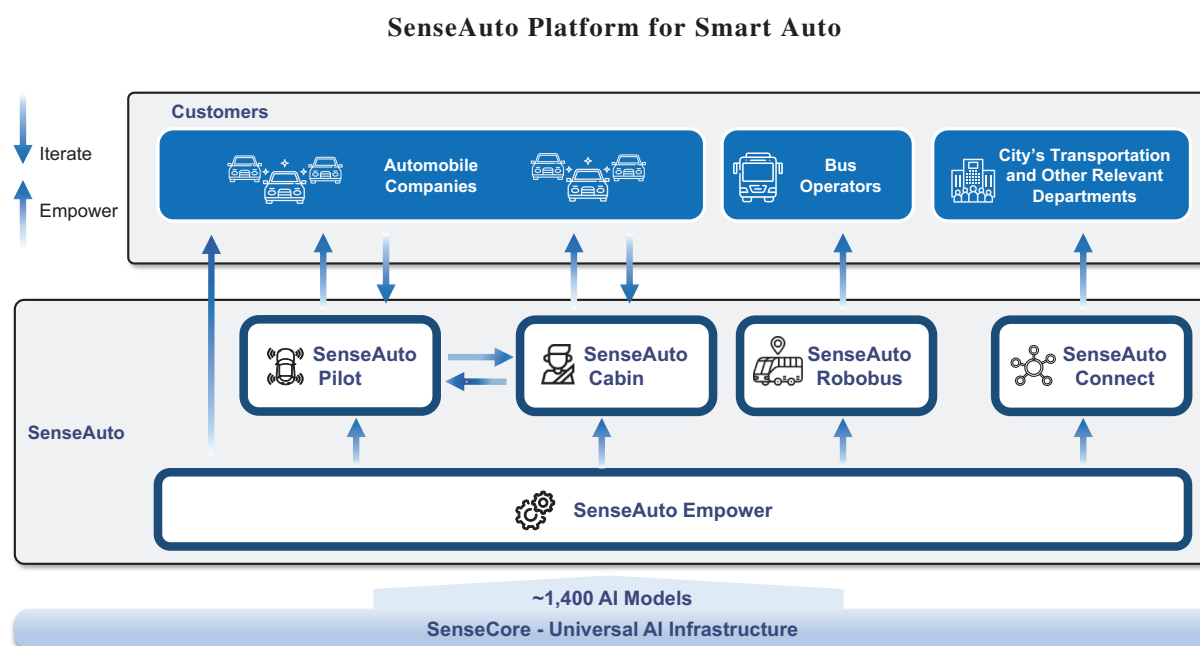 SenseAuto Platform for Smart Auto
Iterate
Empower
Customers
Automobile
Companies
Bus
Operators
City's Transportation
and Other Relevant
Departments
SenseAuto
SenseAuto
Pilot
SenseAuto
Cabin
SenseAuto
Robobus
SenseAuto
Connect
SenseAuto Empower
~1,400 AI Models
SenseCore - Universal AI Infrastructure